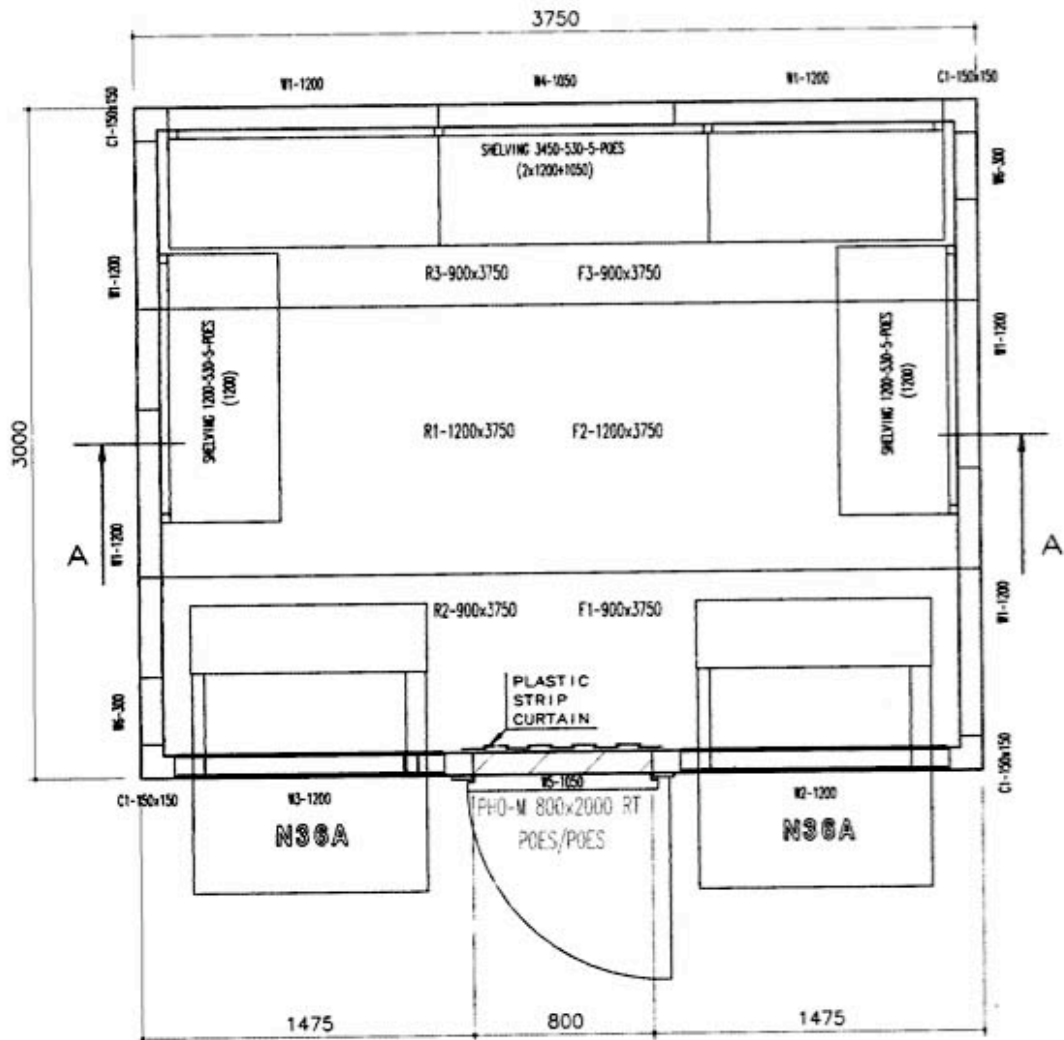 3750
W1-1200
W4-1050
W1-1200
C1-150x150
C1-150x150
SHELVING 3450-530-5-POES
(2x1200+1050)
W6-300
W1-1200
R3-900x3750
F3-900x3750
SHELVING 1200-530-5-POES
(1200)
SHELVING 1200-530-5-POES
(1200)
W1-1200
3000
R1-1200x3750
F2-1200x3750
A
A
W1-1200
W1-1200
R2-900x3750
F1-900x3750
PLASTIC
STRIP
CURTAIN
W6-300
C1-150x150
C1-150x150
W3-1200
W5-1050
W2-1200
N36A
PHO-M 800x2000 RT
POES/POES
N36A
1475
800
1475